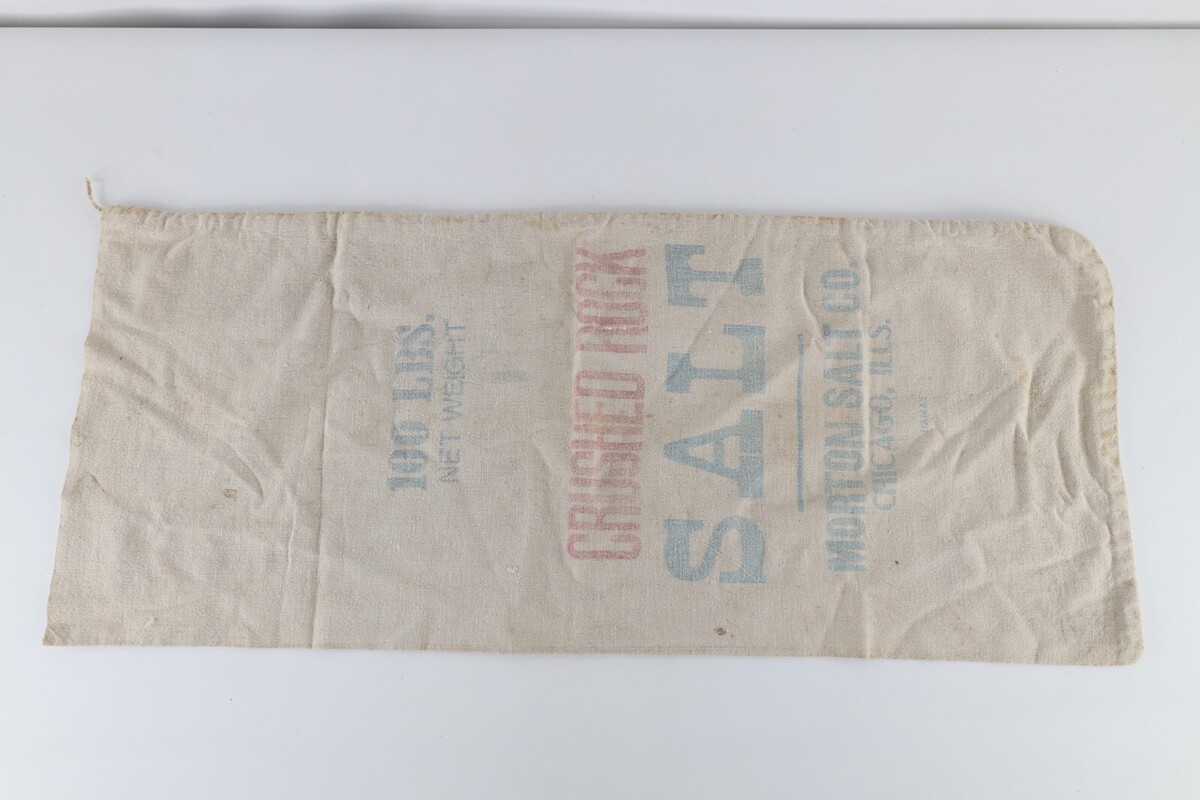 100 LBS.
NET WEIGHT
CRUSHED ROCK
SALT
MORTON SALT CO.
CHICAGO, ILLS.